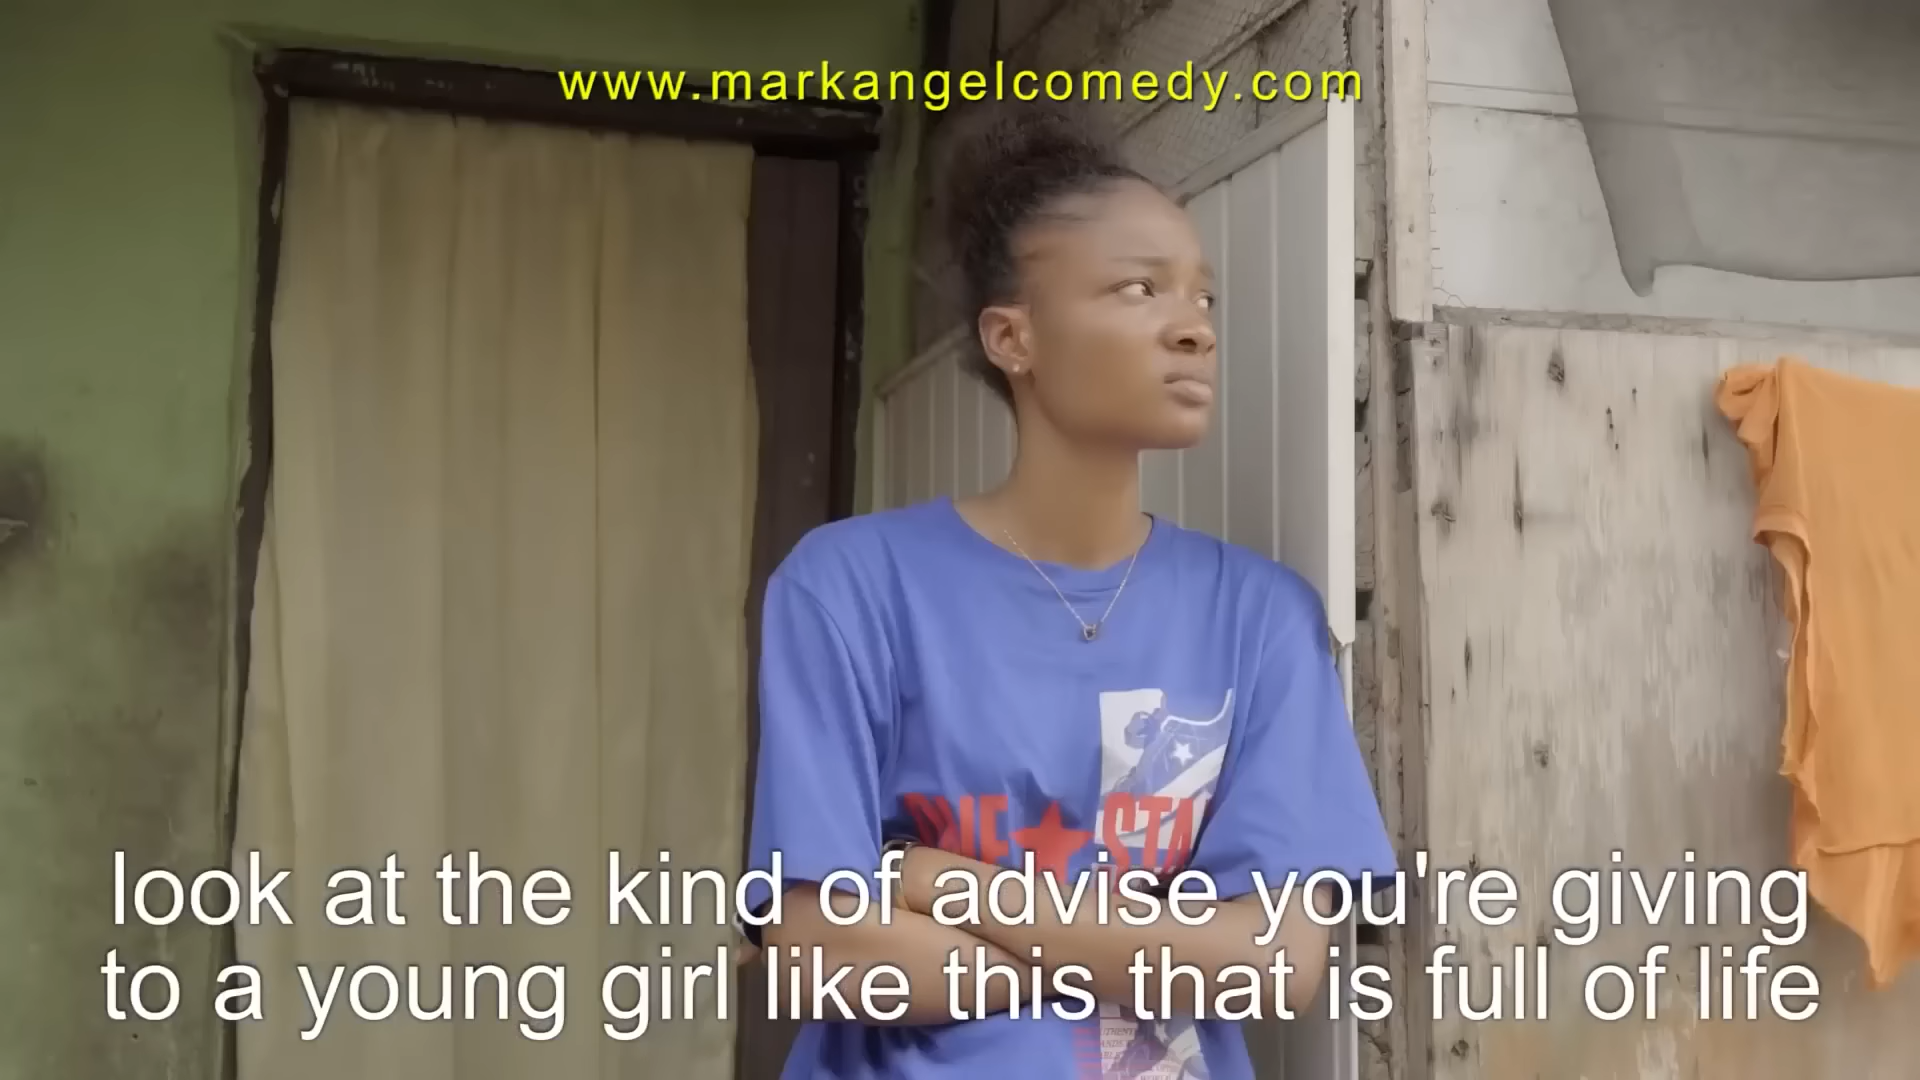 www.markangelcomedy.com
look at the kind of advise you're giving
to a young girl like this that is full of life